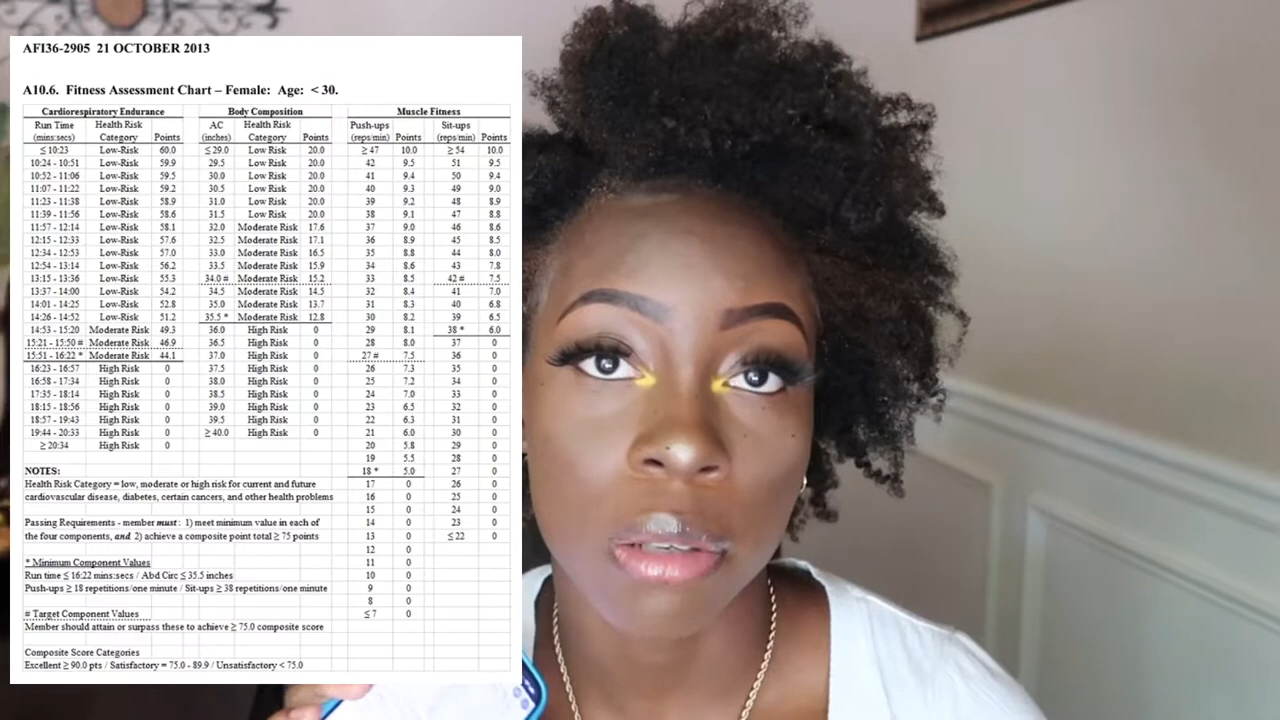 AFI36-2905 21 OCTOBER 2013
A10.6. Fitness Assessment Chart – Female: Age: < 30.
Cardiorespiratory Endurance Body Composition Muscle Fitness
Run Time Health Risk AC Health Risk Push-ups Sit-ups
(mins:secs) Category Points (inches) Category Points (reps/min) Points (reps/min) Points
≤ 10:23 Low-Risk 60.0 ≤ 29.0 Low Risk 20.0 ≥ 47 10.0 ≥ 54 10.0
10:24 - 10:51 Low-Risk 59.9 29.5 Low Risk 20.0 42 9.5 51 9.5
10:52 - 11:06 Low-Risk 59.5 30.0 Low Risk 20.0 41 9.4 50 9.4
11:07 - 11:22 Low-Risk 59.2 30.5 Low Risk 20.0 40 9.3 49 9.0
11:23 - 11:38 Low-Risk 58.9 31.0 Low Risk 20.0 39 9.2 48 8.9
11:39 - 11:56 Low-Risk 58.6 31.5 Low Risk 20.0 38 9.1 47 8.8
11:57 - 12:14 Low-Risk 58.1 32.0 Moderate Risk 17.6 37 9.0 46 8.6
12:15 - 12:33 Low-Risk 57.6 32.5 Moderate Risk 17.1 36 8.9 45 8.5
12:34 - 12:53 Low-Risk 57.0 33.0 Moderate Risk 16.5 35 8.8 44 8.0
12:54 - 13:14 Low-Risk 56.2 33.5 Moderate Risk 15.9 34 8.6 43 7.8
13:15 - 13:36 Low-Risk 55.3 34.0 # Moderate Risk 15.2 33 8.5 42 # 7.5
13:37 - 14:00 Low-Risk 54.2 34.5 Moderate Risk 14.5 32 8.4 41 7.0
14:01 - 14:25 Low-Risk 52.8 35.0 Moderate Risk 13.7 31 8.3 40 6.8
14:26 - 14:52 Low-Risk 51.2 35.5 * Moderate Risk 12.8 30 8.2 39 6.5
14:53 - 15:20 Moderate Risk 49.3 36.0 High Risk 0 29 8.1 38 * 6.0
15:21 - 15:50 # Moderate Risk 46.9 36.5 High Risk 0 28 8.0 37 0
15:51 - 16:22 * Moderate Risk 44.1 37.0 High Risk 0 27 # 7.5 36 0
16:23 - 16:57 High Risk 0 37.5 High Risk 0 26 7.3 35 0
16:58 - 17:34 High Risk 0 38.0 High Risk 0 25 7.2 34 0
17:35 - 18:14 High Risk 0 38.5 High Risk 0 24 7.0 33 0
18:15 - 18:56 High Risk 0 39.0 High Risk 0 23 6.5 32 0
18:57 - 19:43 High Risk 0 39.5 High Risk 0 22 6.3 31 0
19:44 - 20:33 High Risk 0 ≥ 40.0 High Risk 0 21 6.0 30 0
≥ 20:34 High Risk 0 20 5.8 29 0
19 5.5 28 0
NOTES: 18 * 5.0 27 0
Health Risk Category = low, moderate or high risk for current and future 17 0 26 0
cardiovascular disease, diabetes, certain cancers, and other health problems 16 0 25 0
15 0 24 0
Passing Requirements - member must: 1) meet minimum value in each of 14 0 23 0
the four components, and 2) achieve a composite point total ≥ 75 points 13 0 ≤ 22 0
12 0
* Minimum Component Values 11 0
Run time ≤ 16:22 mins:secs / Abd Circ ≤ 35.5 inches 10 0
Push-ups ≥ 18 repetitions/one minute / Sit-ups ≥ 38 repetitions/one minute 9 0
8 0
# Target Component Values ≤ 7 0
Member should attain or surpass these to achieve ≥ 75.0 composite score
Composite Score Categories
Excellent ≥ 90.0 pts / Satisfactory = 75.0 - 89.9 / Unsatisfactory < 75.0